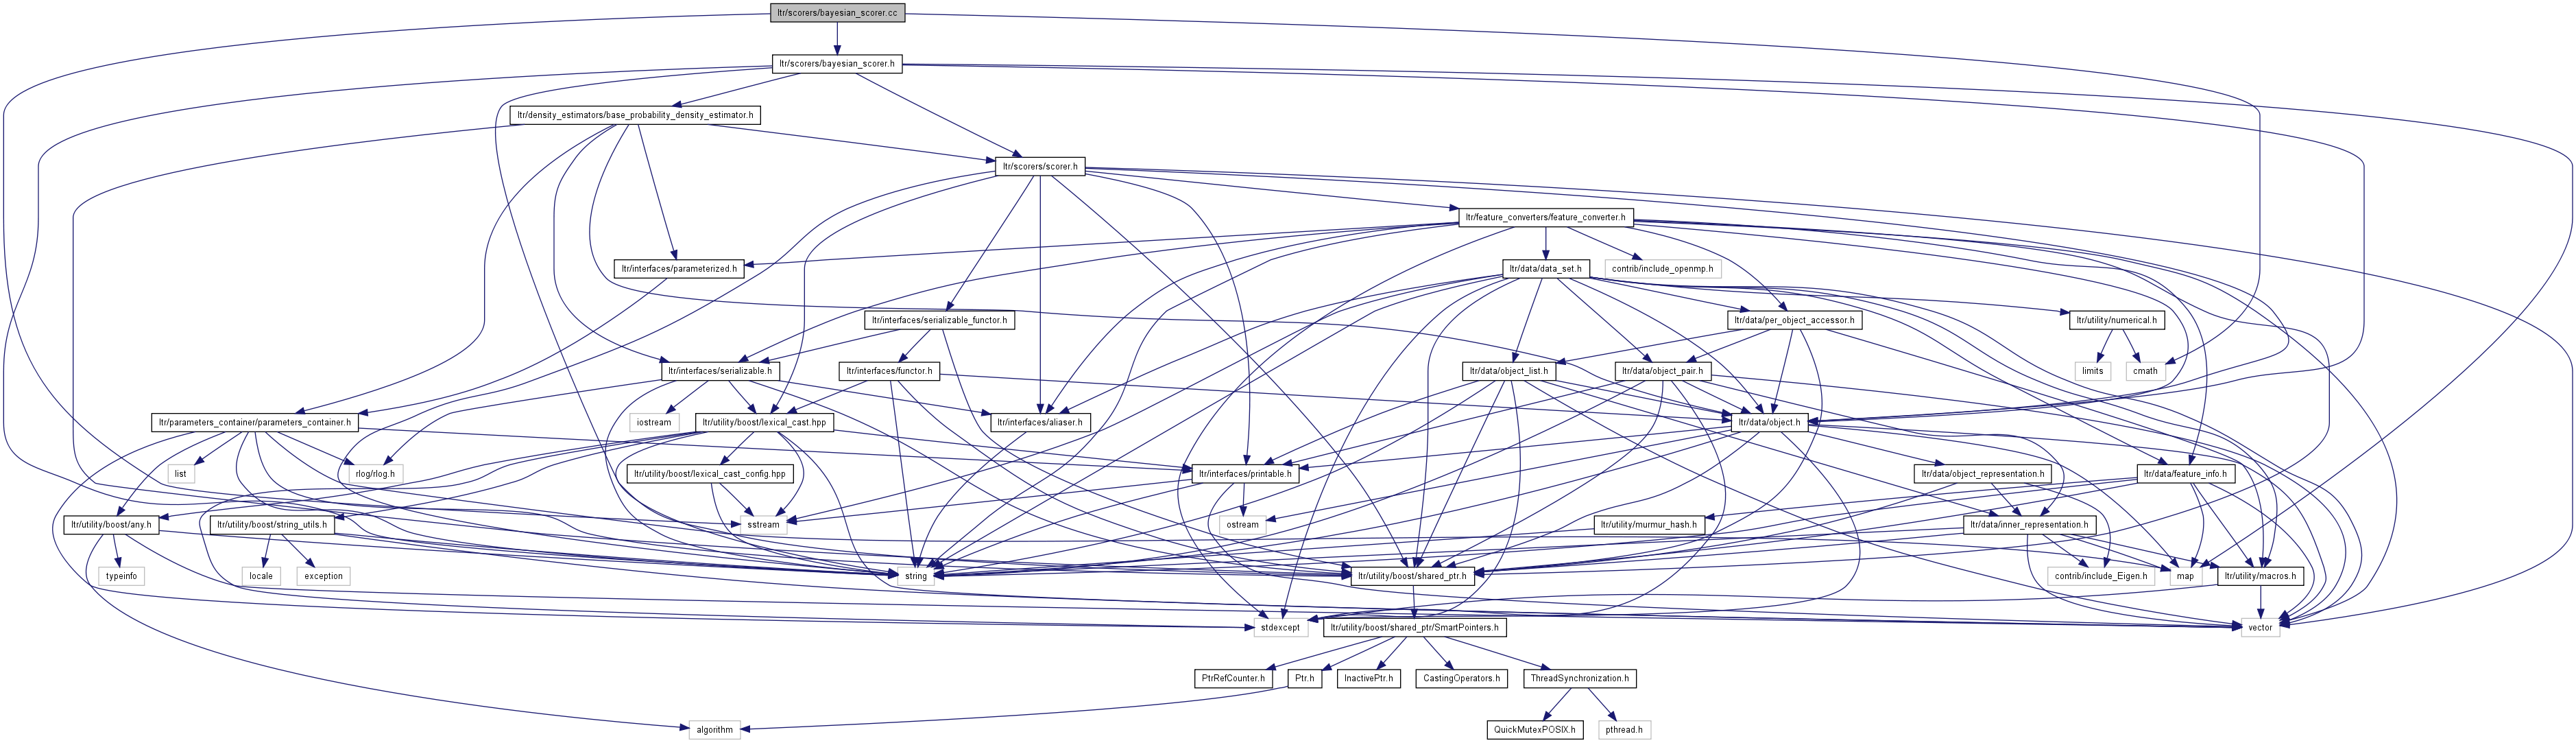 ltr/scorers/bayesian_scorer.cc
ltr/scorers/bayesian_scorer.h
ltr/density_estimators/base_probability_density_estimator.h
ltr/scorers/scorer.h
ltr/feature_converters/feature_converter.h
ltr/interfaces/parameterized.h
contrib/include_openmp.h
ltr/data/data_set.h
ltr/interfaces/serializable_functor.h
ltr/data/per_object_accessor.h
ltr/utility/numerical.h
ltr/interfaces/serializable.h
ltr/interfaces/functor.h
ltr/data/object_list.h
ltr/data/object_pair.h
limits
cmath
ltr/parameters_container/parameters_container.h
iostream
ltr/utility/boost/lexical_cast.hpp
ltr/interfaces/aliaser.h
ltr/data/object.h
list
rlog/rlog.h
ltr/utility/boost/lexical_cast_config.hpp
ltr/interfaces/printable.h
ltr/data/object_representation.h
ltr/data/feature_info.h
ltr/utility/boost/any.h
ltr/utility/boost/string_utils.h
sstream
ostream
ltr/utility/murmur_hash.h
ltr/data/inner_representation.h
typeinfo
locale
exception
string
ltr/utility/boost/shared_ptr.h
contrib/include_Eigen.h
map
ltr/utility/macros.h
stdexcept
ltr/utility/boost/shared_ptr/SmartPointers.h
vector
PtrRefCounter.h
Ptr.h
InactivePtr.h
CastingOperators.h
ThreadSynchronization.h
algorithm
QuickMutexPOSIX.h
pthread.h